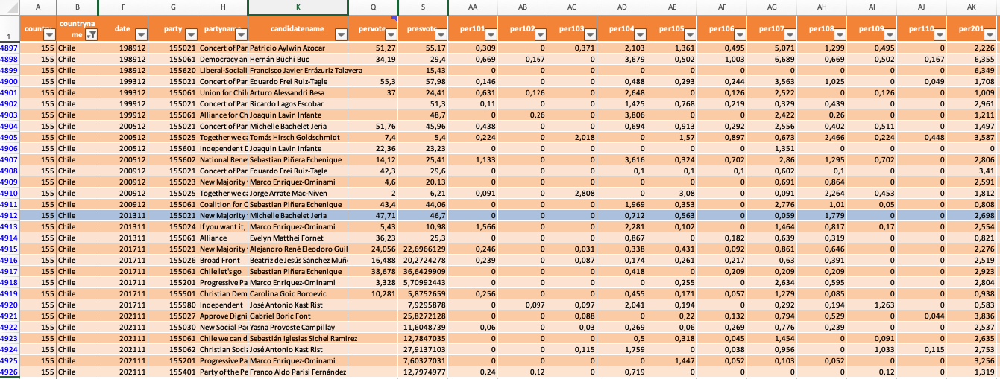 A B F G H K Q S AA AB AC AD AE AF AG AH AI AJ AK
1 country countryna me date party partyname candidatename pervote presvote per101 per102 per103 per104 per105 per106 per107 per108 per109 per110 per201
4897 155 Chile 198912 155021 Concert of Par Patricio Aylwin Azocar 51,27 55,17 0,309 0 0,371 2,103 1,361 0,495 5,071 1,299 0,495 0 2,226
4898 155 Chile 198912 155061 Democracy an Hernán Büchi Buc 34,19 29,4 0,669 0,167 0 3,679 0,502 1,003 6,689 0,669 0,502 0,167 6,355
4899 155 Chile 198912 155620 Liberal-Sociali Francisco Javier Errázuriz Talavera 15,43 0 0 0 0 0 0 0 0 0 0 6,349
4900 155 Chile 199312 155021 Concert of Par Eduardo Frei Ruiz-Tagle 55,3 57,98 0,146 0 0 0,488 0,293 0,244 3,563 1,025 0 0,049 1,708
4901 155 Chile 199312 155061 Union for Chil Arturo Alessandri Besa 37 24,41 0,631 0,126 0 2,648 0 0,126 2,522 0 0,126 0 1,009
4902 155 Chile 199912 155021 Concert of Par Ricardo Lagos Escobar 51,3 0,11 0 0 1,425 0,768 0,219 0,329 0,439 0 0 2,961
4903 155 Chile 199912 155061 Alliance for Ch Joaquin Lavin Infante 48,7 0 0,26 0 3,806 0 0 2,422 0,26 0 0 1,211
4904 155 Chile 200512 155021 Concert of Par Michelle Bachelet Jeria 51,76 45,96 0,438 0 0 0,694 0,913 0,292 2,556 0,402 0,511 0 1,497
4905 155 Chile 200512 155025 Together we ca Tomás Hirsch Goldschmidt 7,4 5,4 0,224 0 2,018 0 1,57 0,897 0,673 2,466 0,224 0,448 3,587
4906 155 Chile 200512 155061 Independent D Joaquin Lavin Infante 22,36 23,23 0 0 0 0 0 0 1,351 0 0 0 0
4907 155 Chile 200512 155602 National Rene Sebastian Piñera Echenique 14,12 25,41 1,133 0 0 3,616 0,324 0,702 2,86 1,295 0,702 0 2,806
4908 155 Chile 200912 155021 Concert of Par Eduardo Frei Ruiz-Tagle 42,3 29,6 0 0 0 0,1 0,1 0,1 0,602 0,1 0 0 3,41
4909 155 Chile 200912 155023 New Majority Marco Enriquez-Ominami 4,6 20,13 0 0 0 0 0 0 0,691 0,864 0 0 2,591
4910 155 Chile 200912 155025 Together we ca Jorge Arrate Mac-Niven 2 6,21 0,091 0 2,808 0 3,08 0 0,091 2,264 0,453 0 1,812
4911 155 Chile 200912 155061 Coalition for C Sebastian Piñera Echenique 43,4 44,06 0 0 0 1,969 0,353 0 2,776 1,01 0,05 0 0,808
4912 155 Chile 201311 155021 New Majority Michelle Bachelet Jeria 47,71 46,7 0 0 0 0,712 0,563 0 0,059 1,779 0 0 2,698
4913 155 Chile 201311 155024 If you want it, Marco Enriquez-Ominami 5,43 10,98 1,566 0 0 2,281 0,102 0 1,464 0,817 0,17 0 2,554
4914 155 Chile 201311 155061 Alliance Evelyn Matthei Fornet 36,23 25,3 0 0 0 0,867 0 0,182 0,639 0,319 0 0 0,821
4915 155 Chile 201711 155021 New Majority Alejandro René Eleodoro Guil 24,056 22,6966129 0,246 0 0,031 0,338 0,431 0,092 0,861 0,646 0 0 2,276
4916 155 Chile 201711 155026 Broad Front Beatriz de Jesús Sánchez Muño 16,488 20,2724278 0,239 0 0,087 0,174 0,261 0,217 0,63 0,391 0 0 2,519
4917 155 Chile 201711 155061 Chile let's go Sebastian Piñera Echenique 38,678 36,6429909 0 0 0 0,418 0 0,209 0,209 0,209 0 0 2,923
4918 155 Chile 201711 155201 Progressive Pa Marco Enriquez-Ominami 3,328 5,70992443 0 0 0 0 0,255 0 2,634 0,595 0 0 2,804
4919 155 Chile 201711 155501 Christian Dem Carolina Goic Boroevic 10,281 5,8752659 0,256 0 0 0,455 0,171 0,057 1,279 0,085 0 0 0,938
4920 155 Chile 201711 155980 Independent José Antonio Kast Rist 7,9295878 0 0,097 0,097 2,041 0,194 0 0,292 0,194 1,263 0 0,583
4921 155 Chile 202111 155027 Approve Digni Gabriel Boric Font 25,8272128 0 0 0,088 0 0,22 0,132 0,794 0,529 0 0,044 3,836
4922 155 Chile 202111 155030 New Social Pac Yasna Provoste Campillay 11,6048739 0,06 0 0,03 0,269 0,06 0,269 0,776 0,239 0 0 2,537
4923 155 Chile 202111 155061 Chile we can d Sebastián Iglesias Sichel Ramirez 12,7847035 0 0 0 0,5 0,318 0,045 1,454 0 0,091 0 2,635
4924 155 Chile 202111 155062 Christian Socia José Antonio Kast Rist 27,9137103 0 0 0,115 1,759 0 0,038 0,956 0 1,033 0,115 2,753
4925 155 Chile 202111 155201 Progressive Pa Marco Enriquez-Ominami 7,60327031 0 0 0 0 1,447 0,052 0,103 0,052 0 0 3,256
4926 155 Chile 202111 155401 Party of the Pe Franco Aldo Parisi Fernández 12,7974977 0,24 0,12 0 0,719 0 0 0 0 0,12 0 1,319